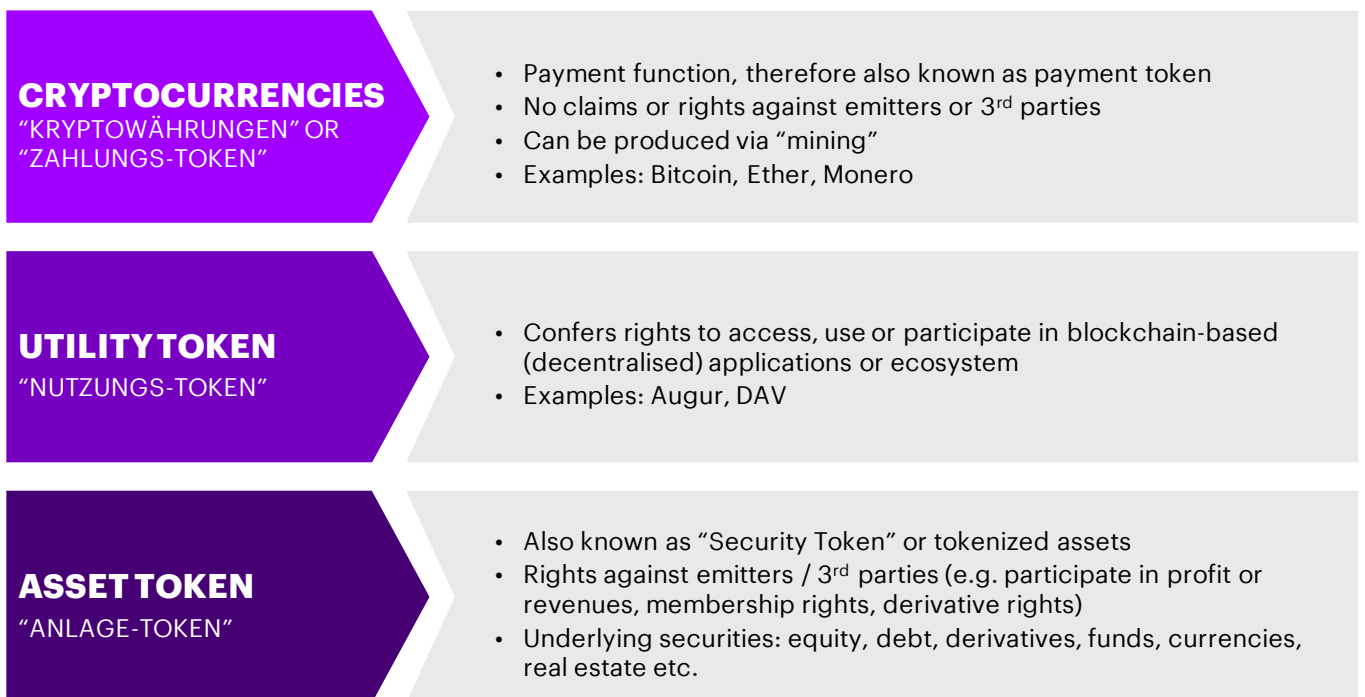 CRYPTOCURRENCIES
“KRYPTOWÄHRUNGEN” OR
“ZAHLUNGS-TOKEN”
• Payment function, therefore also known as payment token
• No claims or rights against emitters or 3rd parties
• Can be produced via “mining”
• Examples: Bitcoin, Ether, Monero
UTILITY TOKEN
“NUTZUNGS-TOKEN”
• Confers rights to access, use or participate in blockchain-based
(decentralised) applications or ecosystem
• Examples: Augur, DAV
ASSET TOKEN
“ANLAGE-TOKEN”
• Also known as “Security Token” or tokenized assets
• Rights against emitters / 3rd parties (e.g. participate in profit or
revenues, membership rights, derivative rights)
• Underlying securities: equity, debt, derivatives, funds, currencies,
real estate etc.